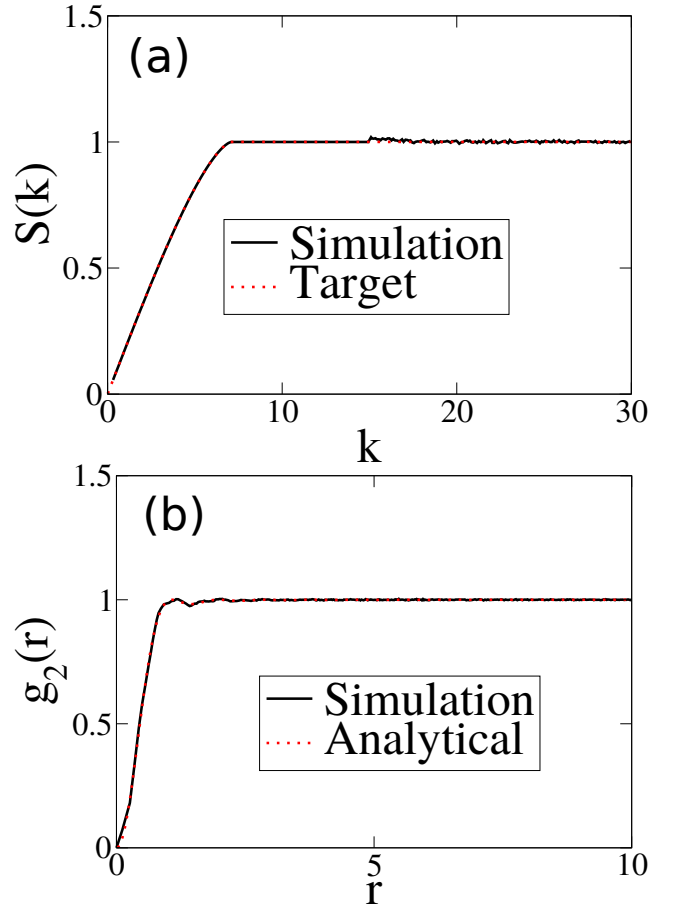 (a)
1.5
1
0.5
0
S(k)
Simulation
Target
0 10 20 30
k
(b)
1.5
1
0.5
0
g2(r)
Simulation
Analytical
0 5 10
r